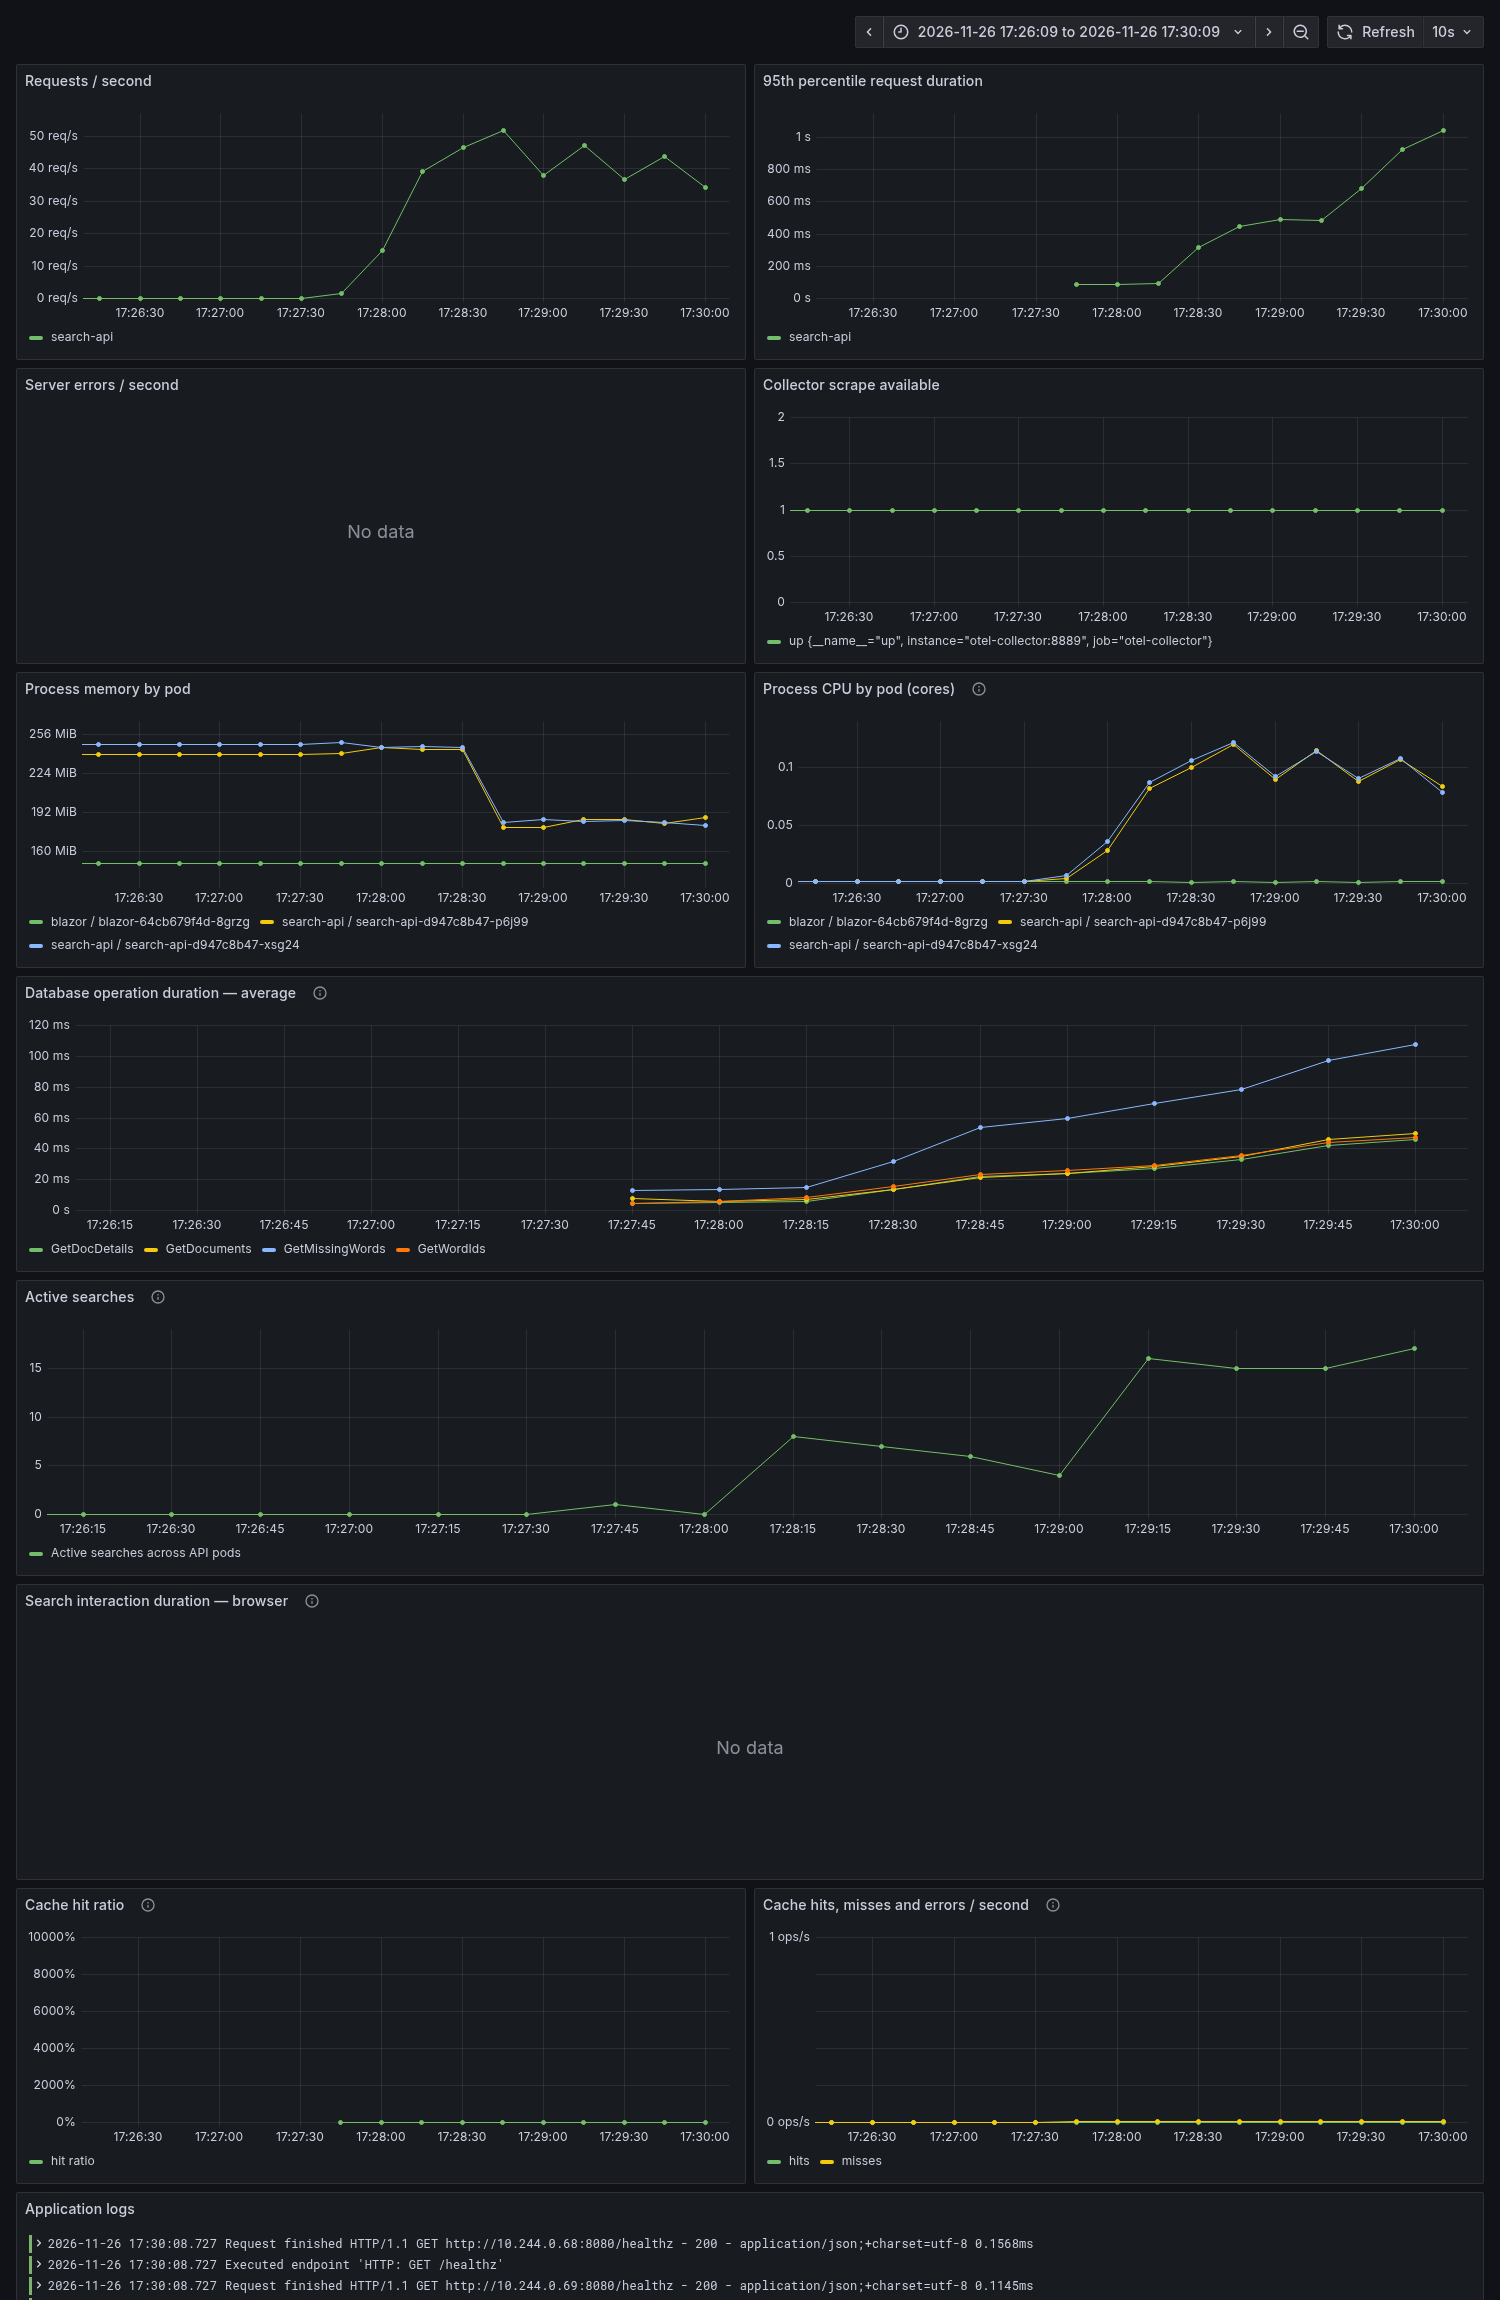 2026-11-26 17:26:09 to 2026-11-26 17:30:09
Refresh
10s
Requests / second
50 req/s
40 req/s
30 req/s
20 req/s
10 req/s
0 req/s
17:26:30 17:27:00 17:27:30 17:28:00 17:28:30 17:29:00 17:29:30 17:30:00
search-api
95th percentile request duration
1 s
800 ms
600 ms
400 ms
200 ms
0 s
17:26:30 17:27:00 17:27:30 17:28:00 17:28:30 17:29:00 17:29:30 17:30:00
search-api
Server errors / second
No data
Collector scrape available
2
1.5
1
0.5
0
17:26:30 17:27:00 17:27:30 17:28:00 17:28:30 17:29:00 17:29:30 17:30:00
up {__name__="up", instance="otel-collector:8889", job="otel-collector"}
Process memory by pod
256 MiB
224 MiB
192 MiB
160 MiB
17:26:30 17:27:00 17:27:30 17:28:00 17:28:30 17:29:00 17:29:30 17:30:00
blazor / blazor-64cb679f4d-8grzg search-api / search-api-d947c8b47-p6j99
search-api / search-api-d947c8b47-xsg24
Process CPU by pod (cores)
0.1
0.05
0
17:26:30 17:27:00 17:27:30 17:28:00 17:28:30 17:29:00 17:29:30 17:30:00
blazor / blazor-64cb679f4d-8grzg search-api / search-api-d947c8b47-p6j99
search-api / search-api-d947c8b47-xsg24
Database operation duration — average
120 ms
100 ms
80 ms
60 ms
40 ms
20 ms
0 s
17:26:15 17:26:30 17:26:45 17:27:00 17:27:15 17:27:30 17:27:45 17:28:00 17:28:15 17:28:30 17:28:45 17:29:00 17:29:15 17:29:30 17:29:45 17:30:00
GetDocDetails GetDocuments GetMissingWords GetWordIds
Active searches
15
10
5
0
17:26:15 17:26:30 17:26:45 17:27:00 17:27:15 17:27:30 17:27:45 17:28:00 17:28:15 17:28:30 17:28:45 17:29:00 17:29:15 17:29:30 17:29:45 17:30:00
Active searches across API pods
Search interaction duration — browser
No data
Cache hit ratio
10000%
8000%
6000%
4000%
2000%
0%
17:26:30 17:27:00 17:27:30 17:28:00 17:28:30 17:29:00 17:29:30 17:30:00
hit ratio
Cache hits, misses and errors / second
1 ops/s
0 ops/s
17:26:30 17:27:00 17:27:30 17:28:00 17:28:30 17:29:00 17:29:30 17:30:00
hits misses
Application logs
2026-11-26 17:30:08.727 Request finished HTTP/1.1 GET http://10.244.0.68:8080/healthz - 200 - application/json;+charset=utf-8 0.1568ms
2026-11-26 17:30:08.727 Executed endpoint 'HTTP: GET /healthz'
2026-11-26 17:30:08.727 Request finished HTTP/1.1 GET http://10.244.0.69:8080/healthz - 200 - application/json;+charset=utf-8 0.1145ms